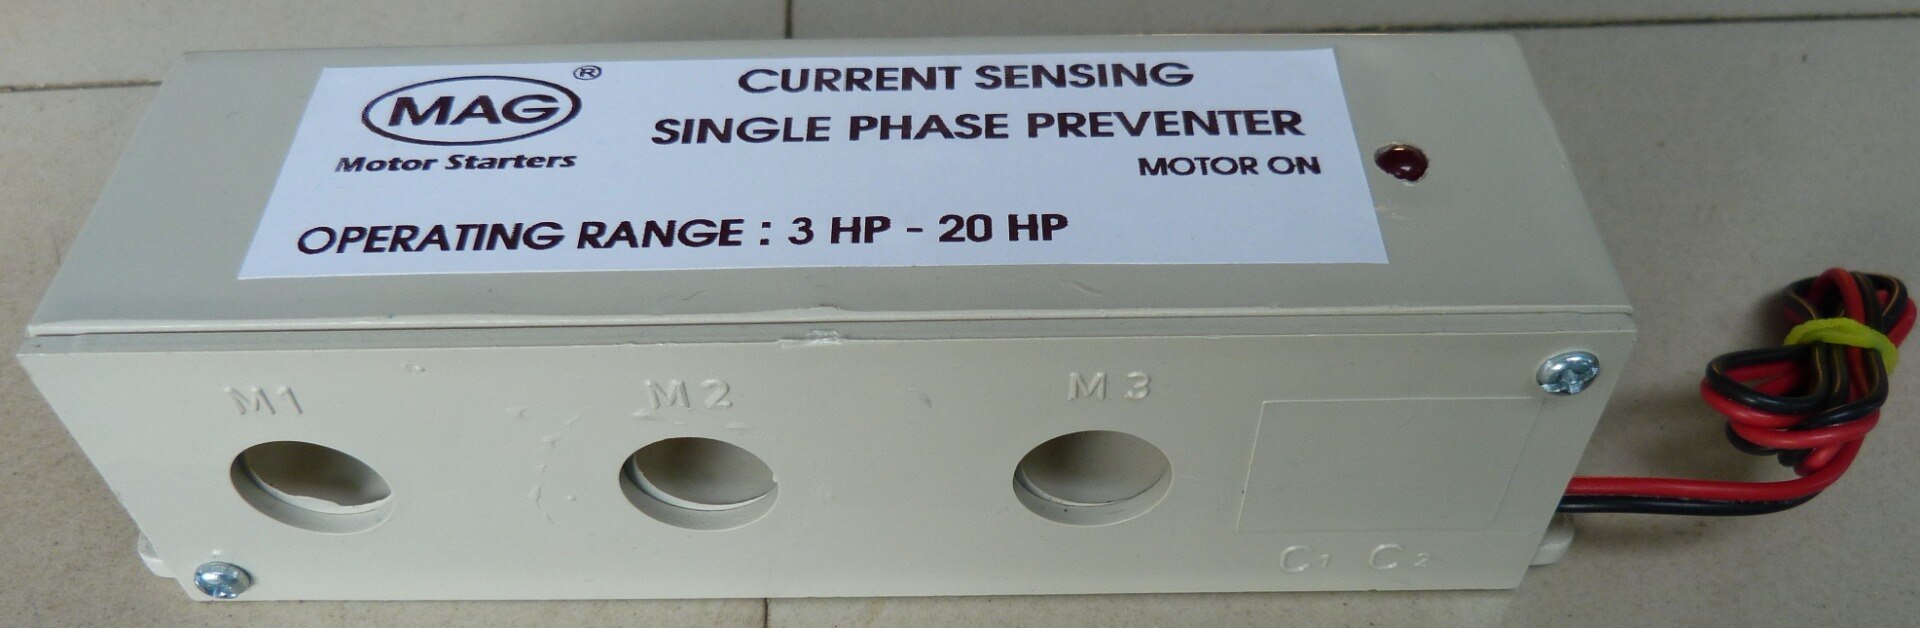 MAG ®
Motor Starters
CURRENT SENSING
SINGLE PHASE PREVENTER
MOTOR ON
OPERATING RANGE : 3 HP - 20 HP
M1 M2 M3
C1 C2